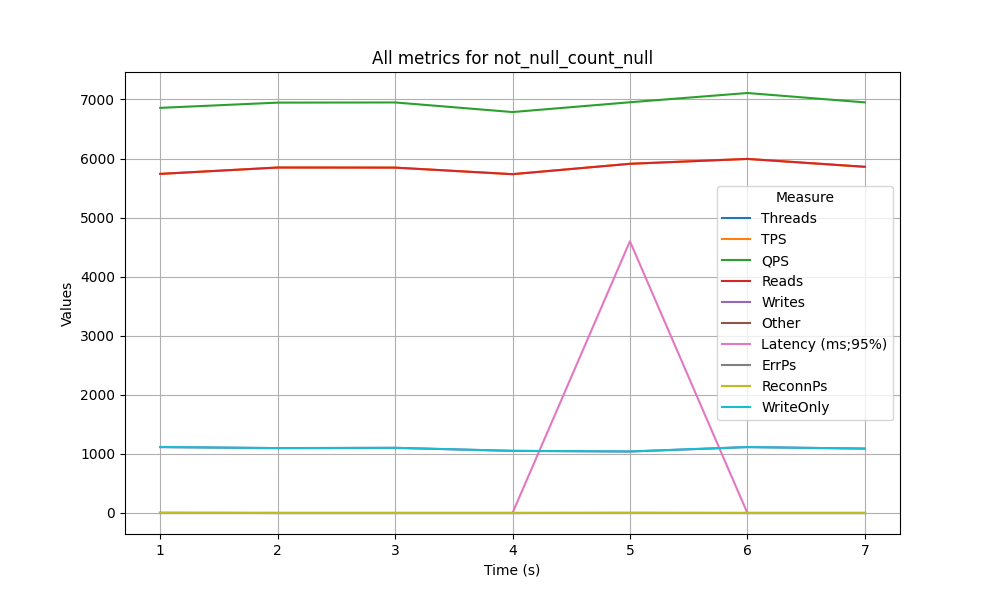 All metrics for not_null_count_null
Values
7000
6000
5000
4000
3000
2000
1000
0
Measure
Threads
TPS
QPS
Reads
Writes
Other
Latency (ms;95%)
ErrPs
ReconnPs
WriteOnly
1 2 3 4 5 6 7
Time (s)